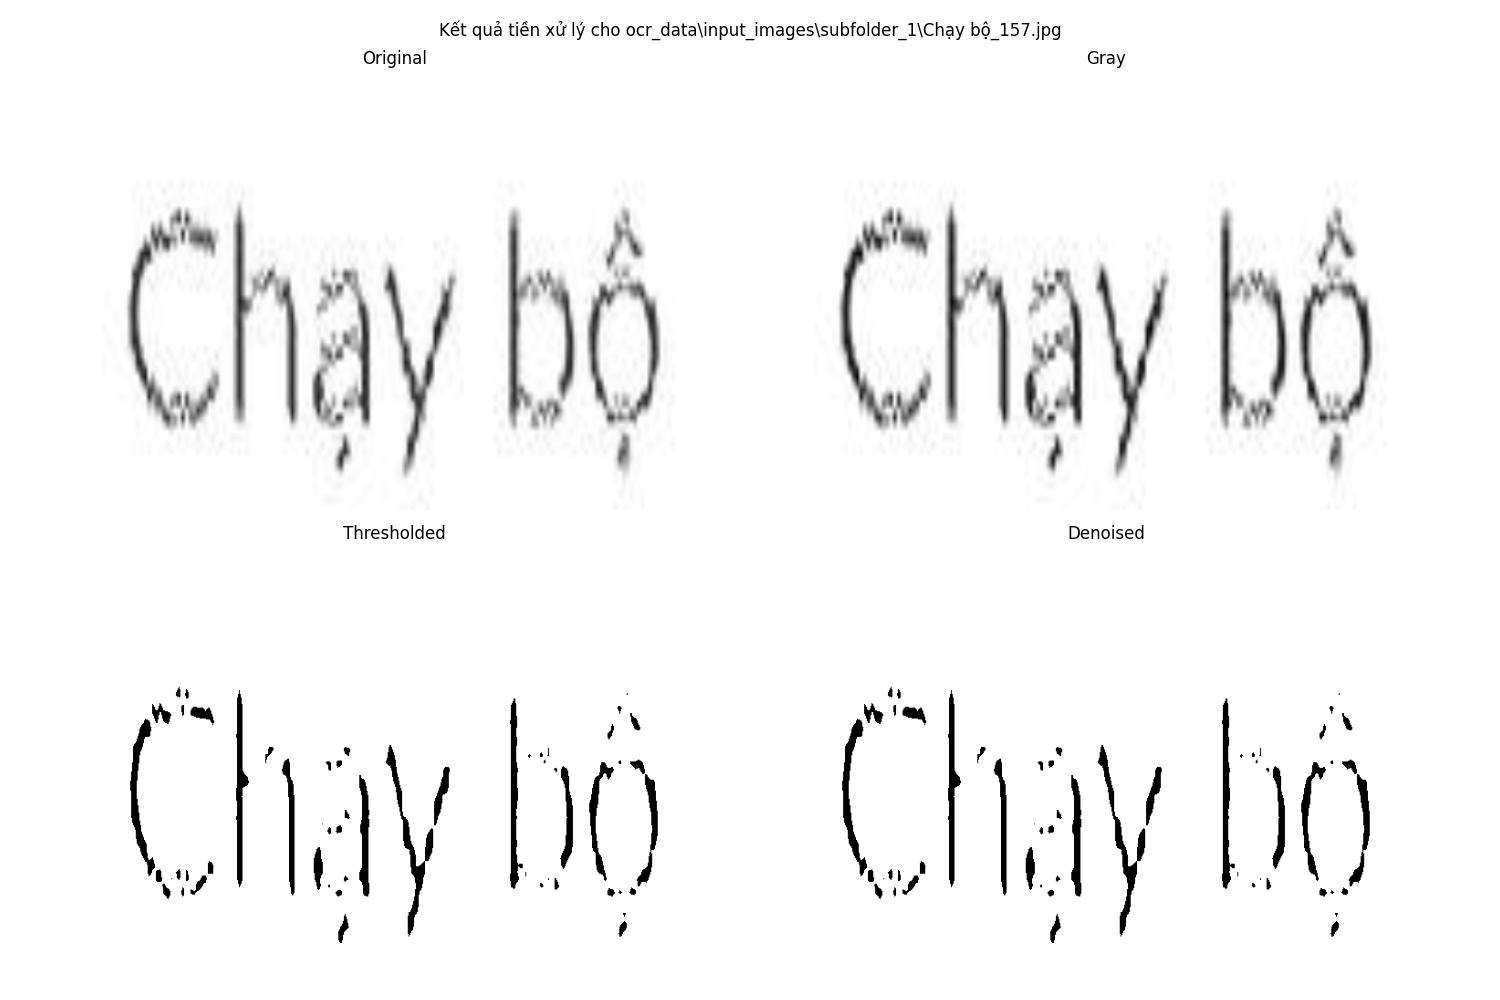 Kết quả tiền xử lý cho ocr_data\input_images\subfolder_1\Chạy bộ_157.jpg
Original
Gray
Chạy bộ
Chạy bộ
Thresholded
Denoised
Chạy bộ
Chạy bộ